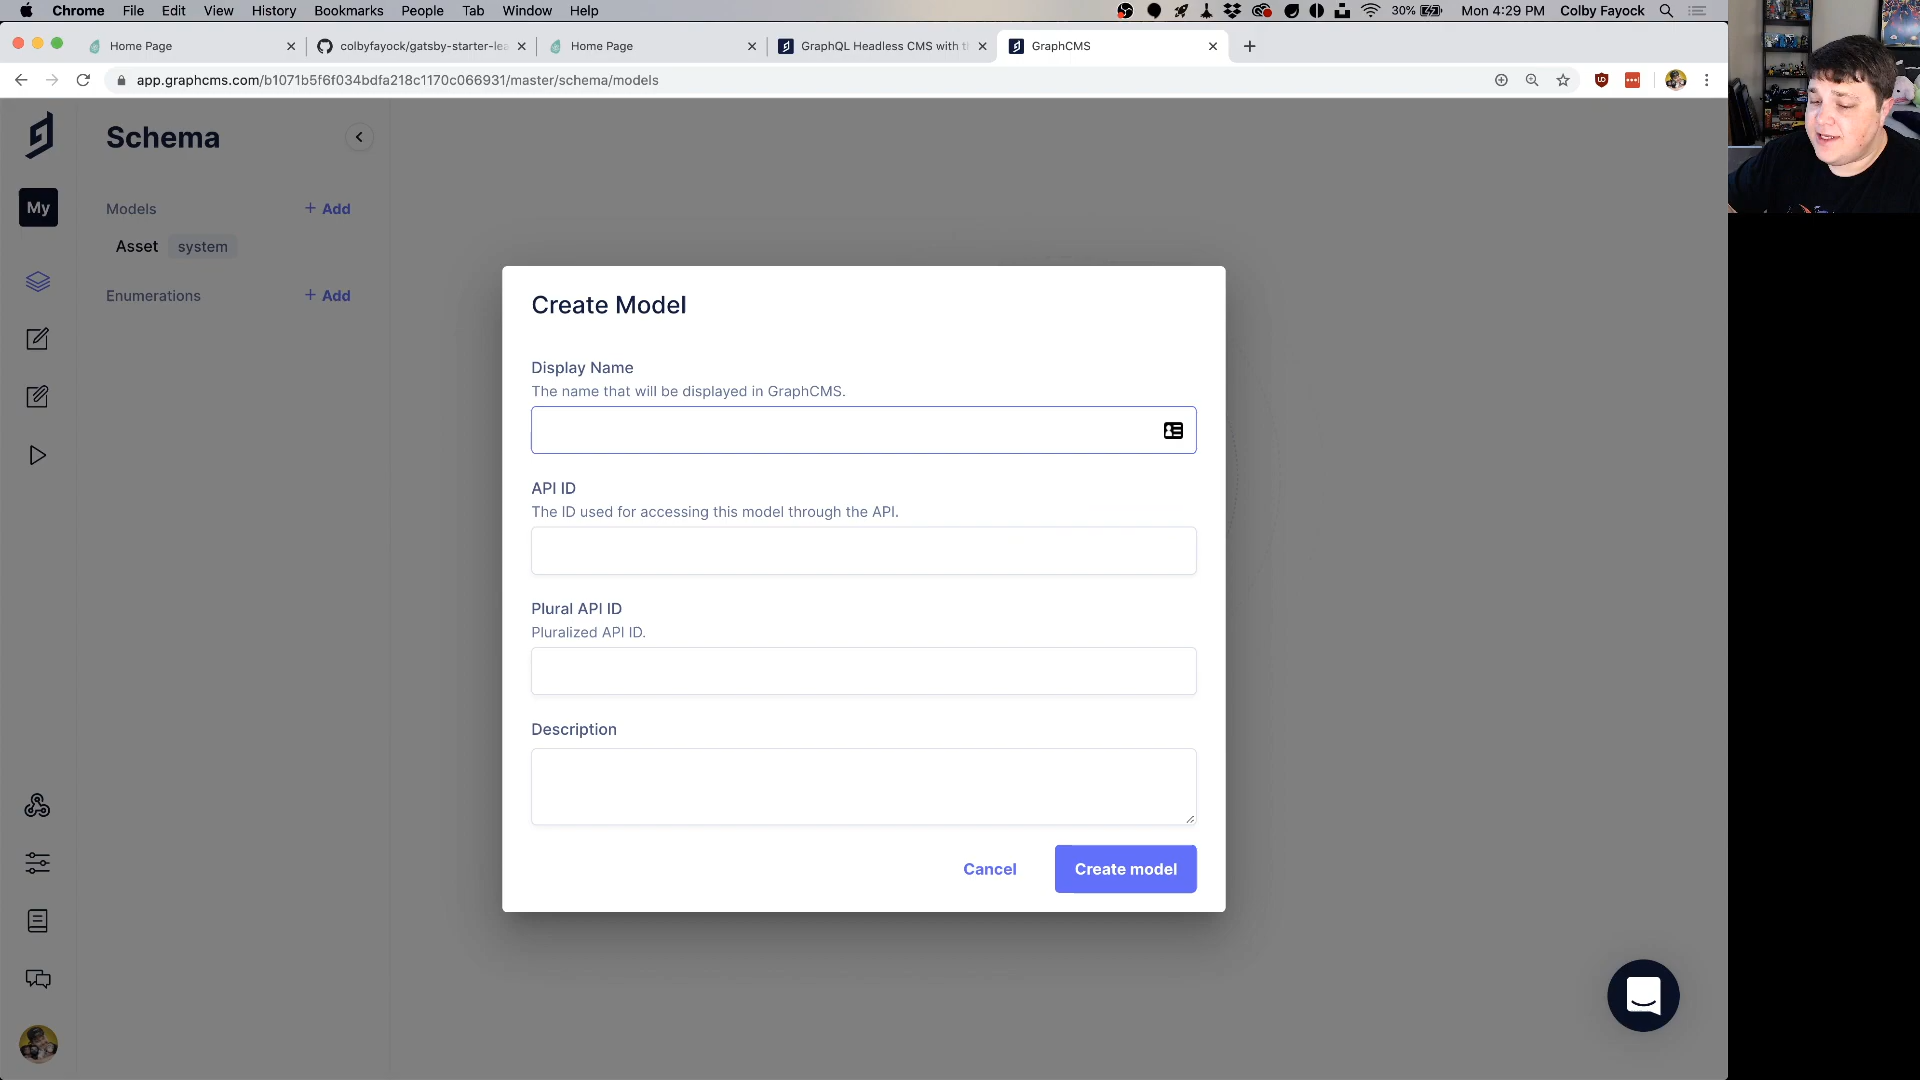 Chrome File Edit View History Bookmarks People Tab Window Help
30% Mon 4:29 PM Colby Fayock
Home Page
colbyfayock/gatsby-starter-lea
Home Page
GraphQL Headless CMS with th
GraphCMS
app.graphcms.com/b1071b5f6f034bdfa218c1170c066931/master/schema/models
Schema
My
Models
+ Add
Asset system
Enumerations
+ Add
Create Model
Display Name
The name that will be displayed in GraphCMS.
API ID
The ID used for accessing this model through the API.
Plural API ID
Pluralized API ID.
Description
Cancel
Create model